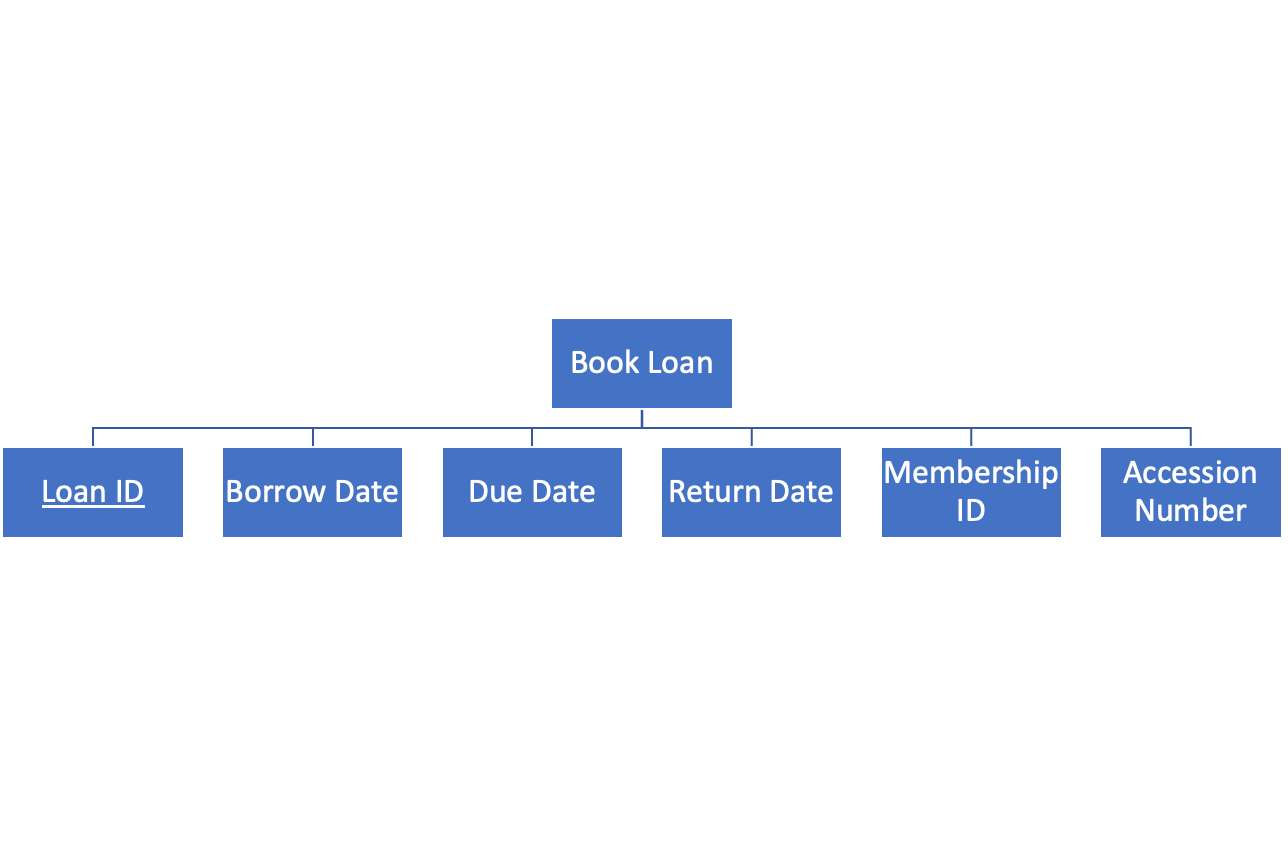 Book Loan
Loan ID
Borrow Date
Due Date
Return Date
Membership
ID
Accession
Number